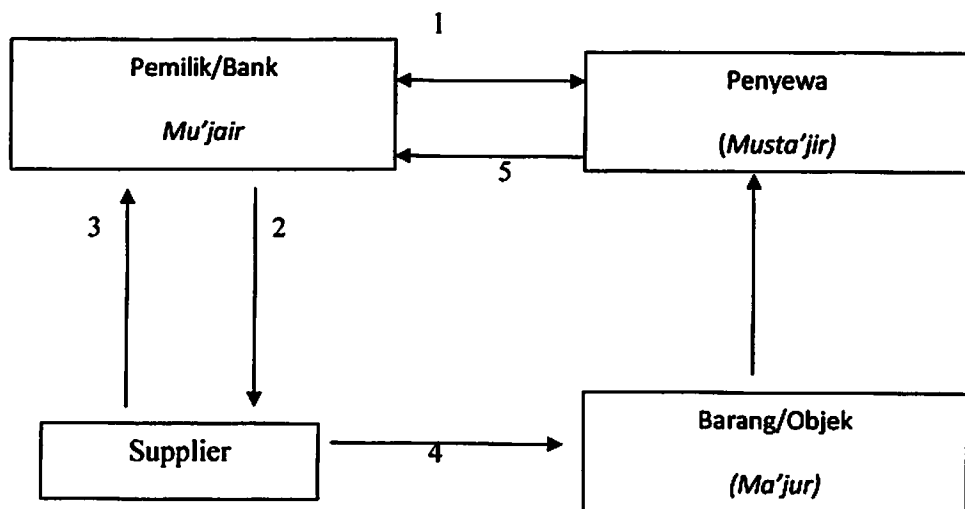 1
Pemilik/Bank
Mu'jair
Penyewa
(Musta'jir)
5
3
2
Supplier
4
Barang/Objek
(Ma'jur)